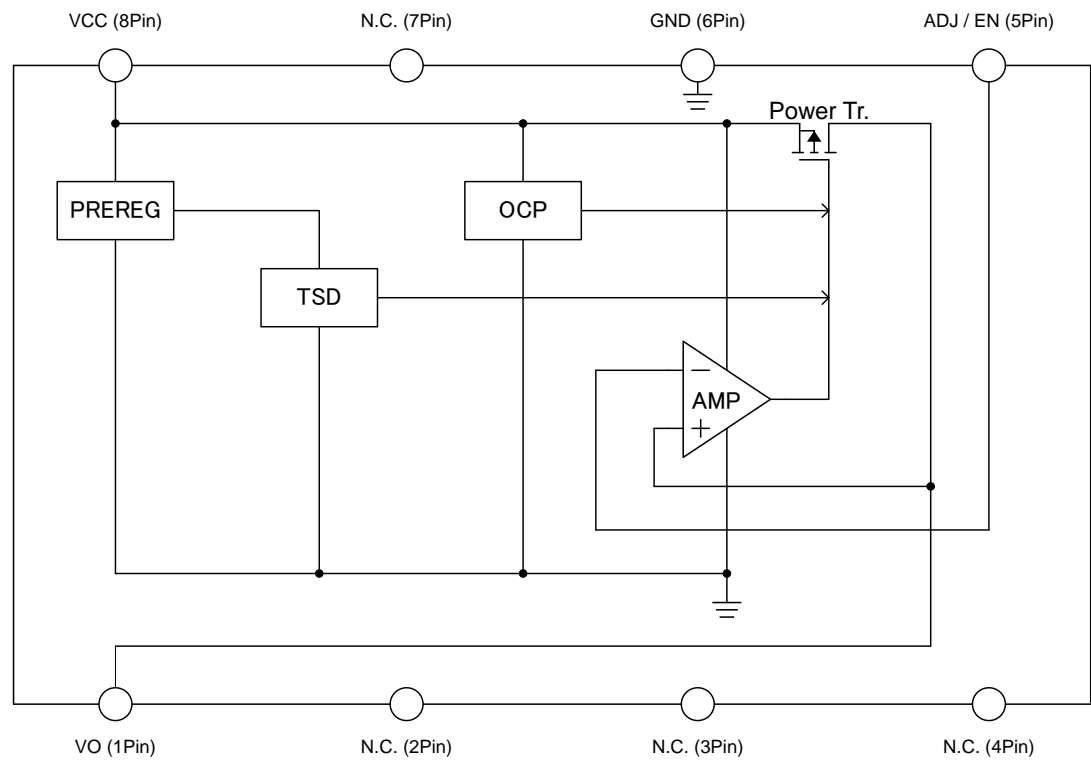 VCC (8Pin)
N.C. (7Pin)
GND (6Pin)
ADJ / EN (5Pin)
Power Tr.
PREREG
OCP
TSD
−
AMP
+
VO (1Pin)
N.C. (2Pin)
N.C. (3Pin)
N.C. (4Pin)